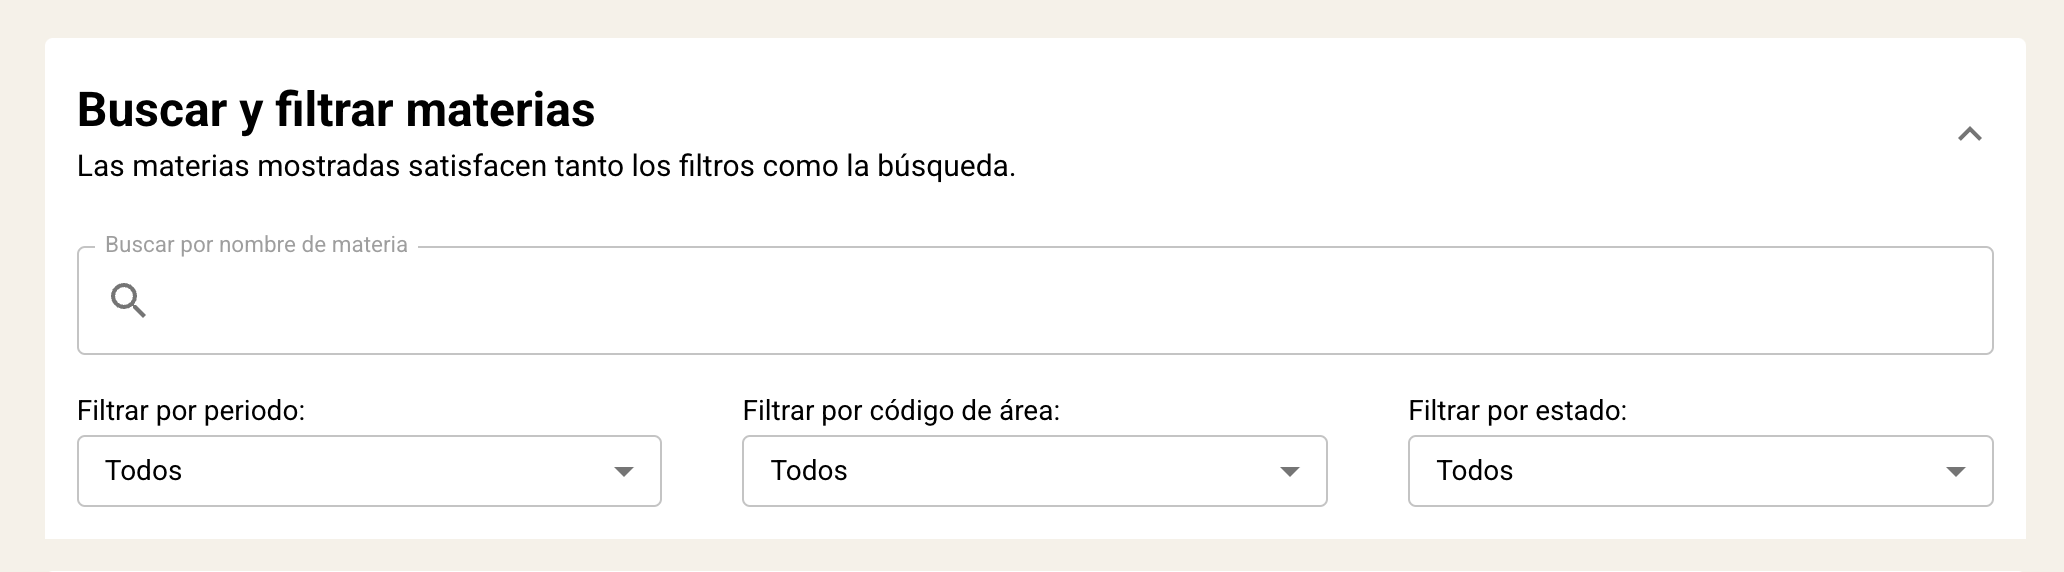 Buscar y filtrar materias
Las materias mostradas satisfacen tanto los filtros como la búsqueda.
Buscar por nombre de materia
Filtrar por periodo:
Todos
Filtrar por código de área:
Todos
Filtrar por estado:
Todos